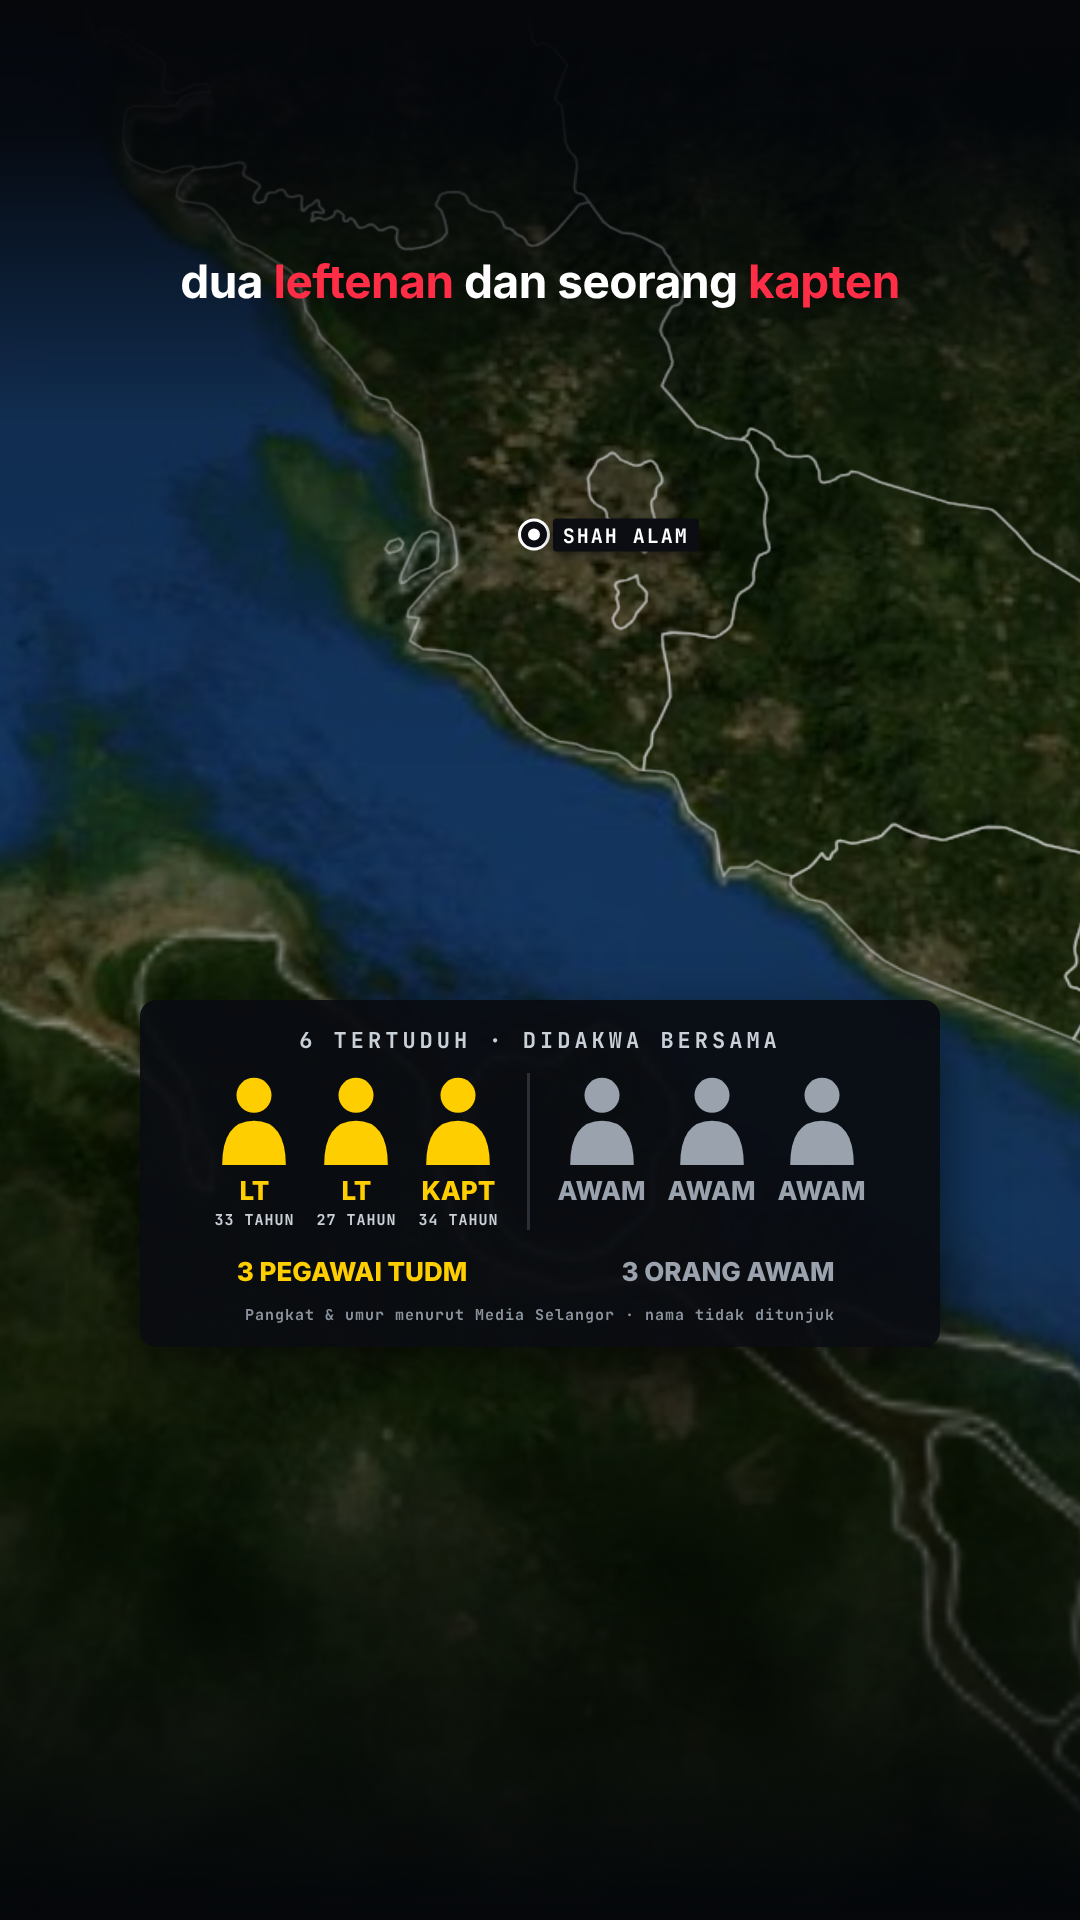 dua leftenan dan seorang kapten
SHAH ALAM
6 TERTUDUH · DIDAKWA BERSAMA
LT LT KAPT AWAM AWAM AWAM
33 TAHUN 27 TAHUN 34 TAHUN
3 PEGAWAI TUDM 3 ORANG AWAM
Pangkat & umur menurut Media Selangor · nama tidak ditunjuk